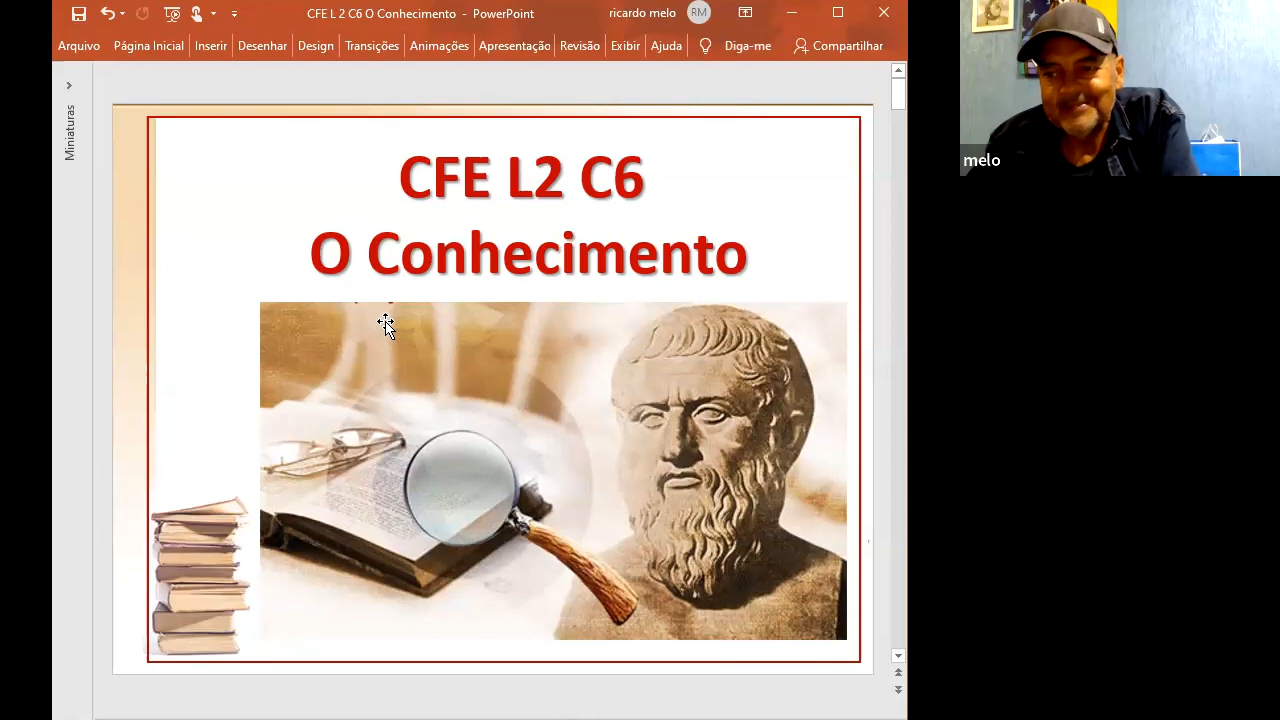 CFE L 2 C6 O Conhecimento - PowerPoint
ricardo melo
RM
Arquivo
Página Inicial
Inserir
Desenhar
Design
Transições
Animações
Apresentação
Revisão
Exibir
Ajuda
Diga-me
Compartilhar
Miniaturas
CFE L2 C6
O Conhecimento
melo